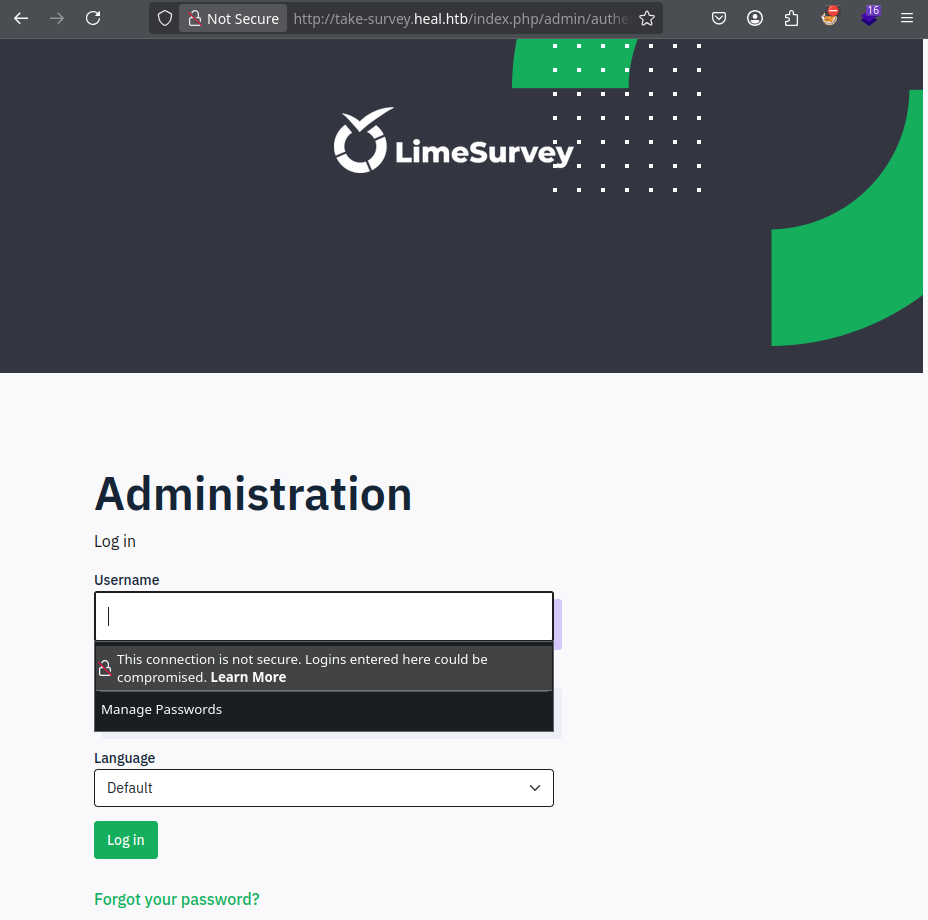 16
Not Secure
http://take-survey.heal.htb/index.php/admin/authe
LimeSurvey
Administration
Log in
Username
This connection is not secure. Logins entered here could be
compromised. Learn More
Manage Passwords
Language
Default
Log in
Forgot your password?